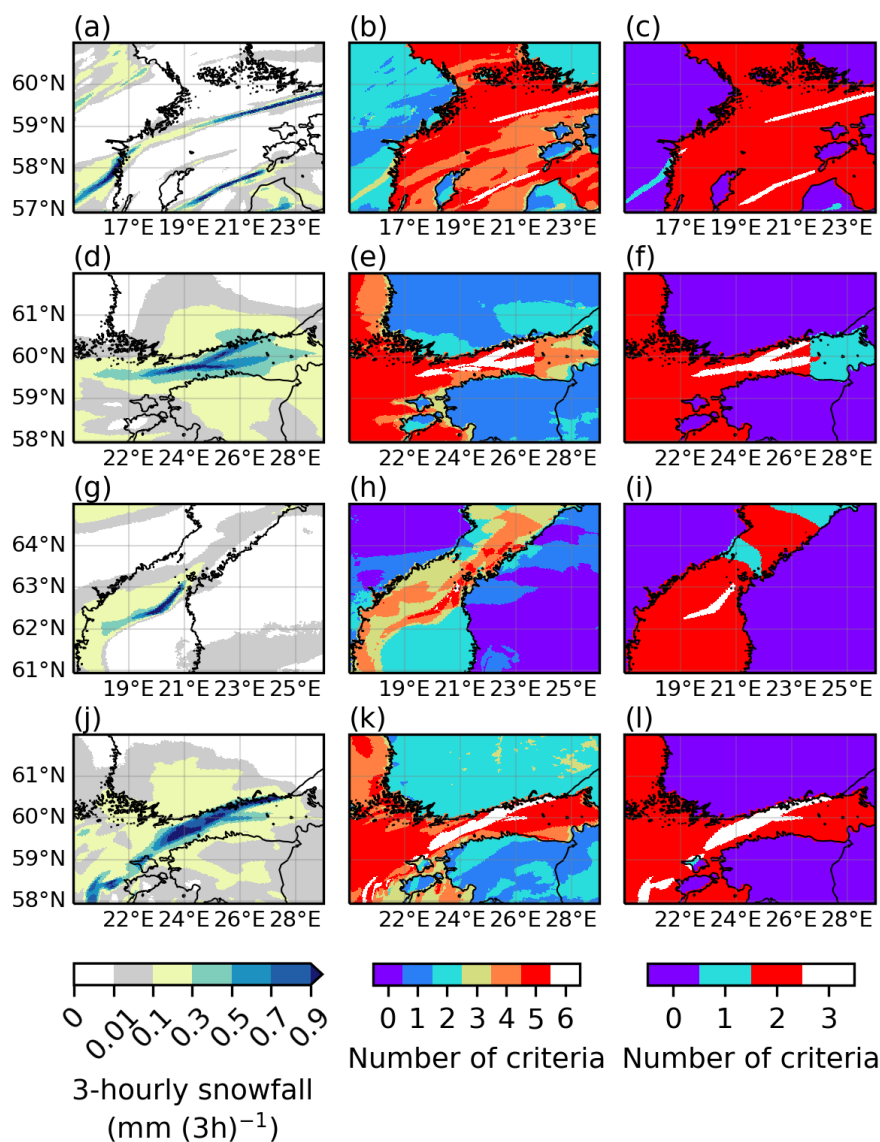 (a) (b) (c)
60°N
59°N
58°N
57°N
17°E 19°E 21°E 23°E 17°E 19°E 21°E 23°E 17°E 19°E 21°E 23°E
(d) (e) (f)
61°N
60°N
59°N
58°N
22°E 24°E 26°E 28°E 22°E 24°E 26°E 28°E 22°E 24°E 26°E 28°E
(g) (h) (i)
64°N
63°N
62°N
61°N
19°E 21°E 23°E 25°E 19°E 21°E 23°E 25°E 19°E 21°E 23°E 25°E
(j) (k) (l)
61°N
60°N
59°N
58°N
22°E 24°E 26°E 28°E 22°E 24°E 26°E 28°E 22°E 24°E 26°E 28°E
0 0.01 0.1 0.3 0.5 0.7 0.9 0 1 2 3 4 5 6 0 1 2 3
3-hourly snowfall Number of criteria Number of criteria
(mm (3h)⁻¹)